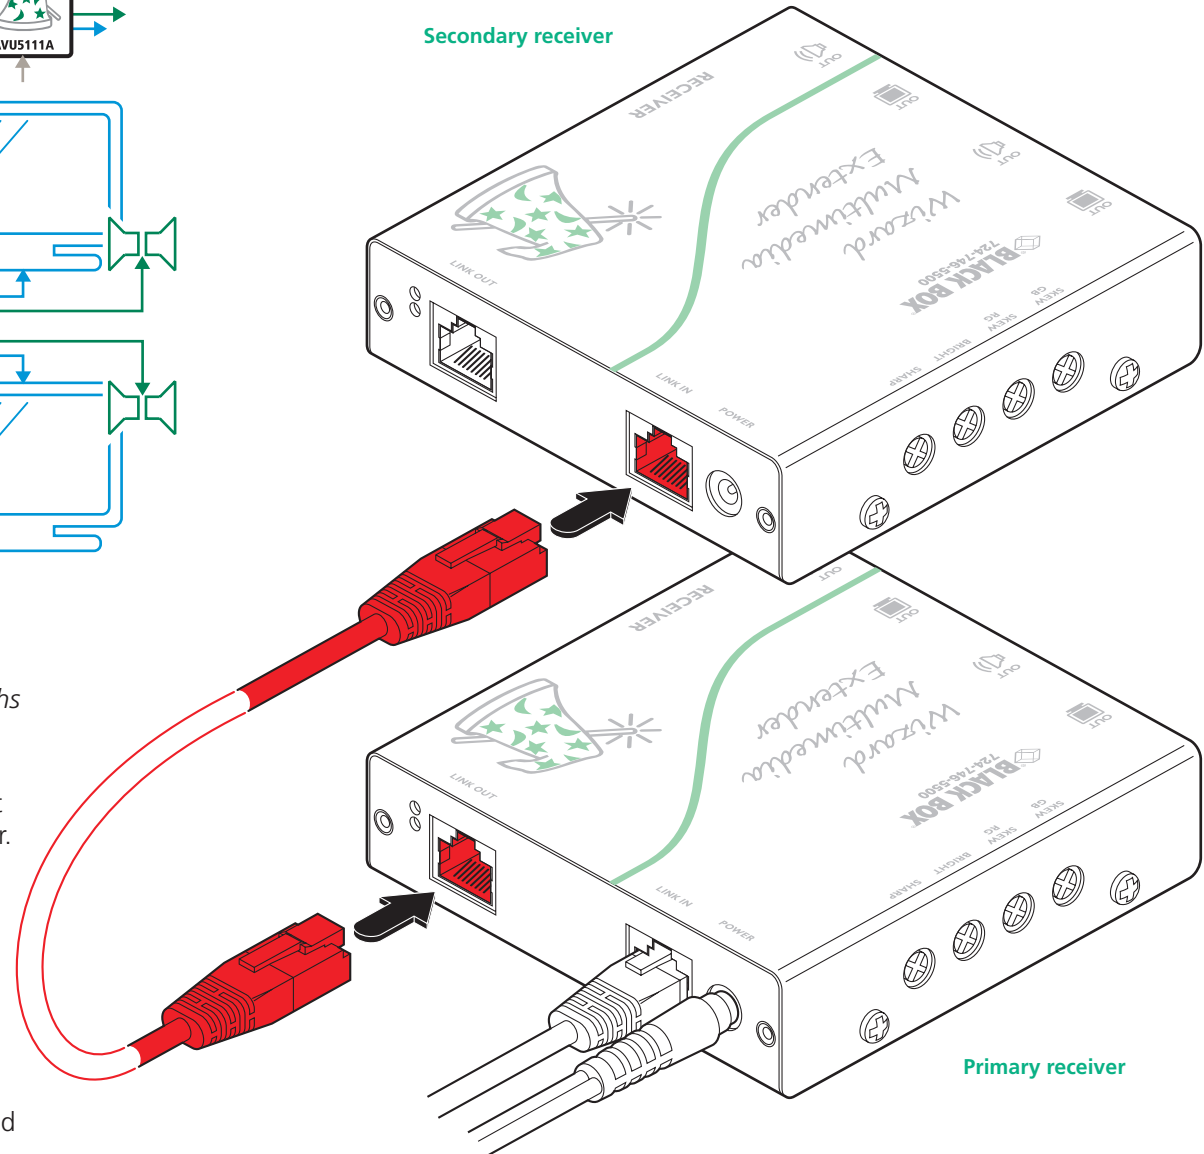 VU5111A
Secondary receiver
RECEIVER
OUT
OUT
OUT
OUT
Wizard
Multimedia
Extender
BLACK BOX
724-746-5500
LINK OUT
LINK IN
POWER
SHARP
BRIGHT
SKEW
RG
SKEW
GB
hs
t
r.
d
RECEIVER
OUT
OUT
OUT
OUT
Wizard
Multimedia
Extender
BLACK BOX
724-746-5500
LINK OUT
LINK IN
POWER
SHARP
BRIGHT
SKEW
RG
SKEW
GB
Primary receiver